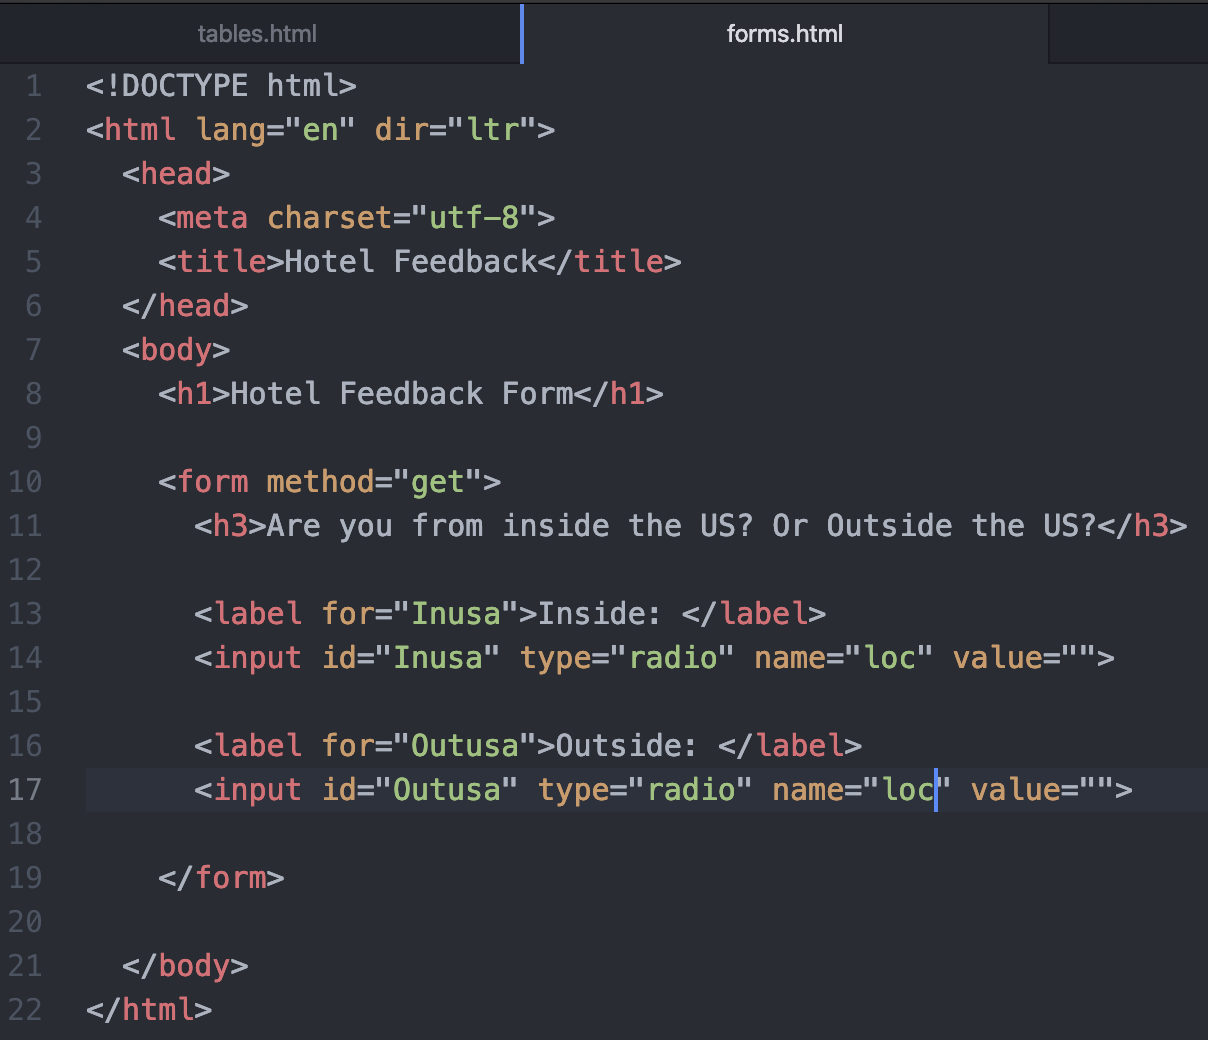 tables.html
forms.html
1 <!DOCTYPE html>
2 <html lang="en" dir="ltr">
3 <head>
4 <meta charset="utf-8">
5 <title>Hotel Feedback</title>
6 </head>
7 <body>
8 <h1>Hotel Feedback Form</h1>
9
10 <form method="get">
11 <h3>Are you from inside the US? Or Outside the US?</h3>
12
13 <label for="Inusa">Inside: </label>
14 <input id="Inusa" type="radio" name="loc" value="">
15
16 <label for="Outusa">Outside: </label>
17 <input id="Outusa" type="radio" name="loc" value="">
18
19 </form>
20
21 </body>
22 </html>